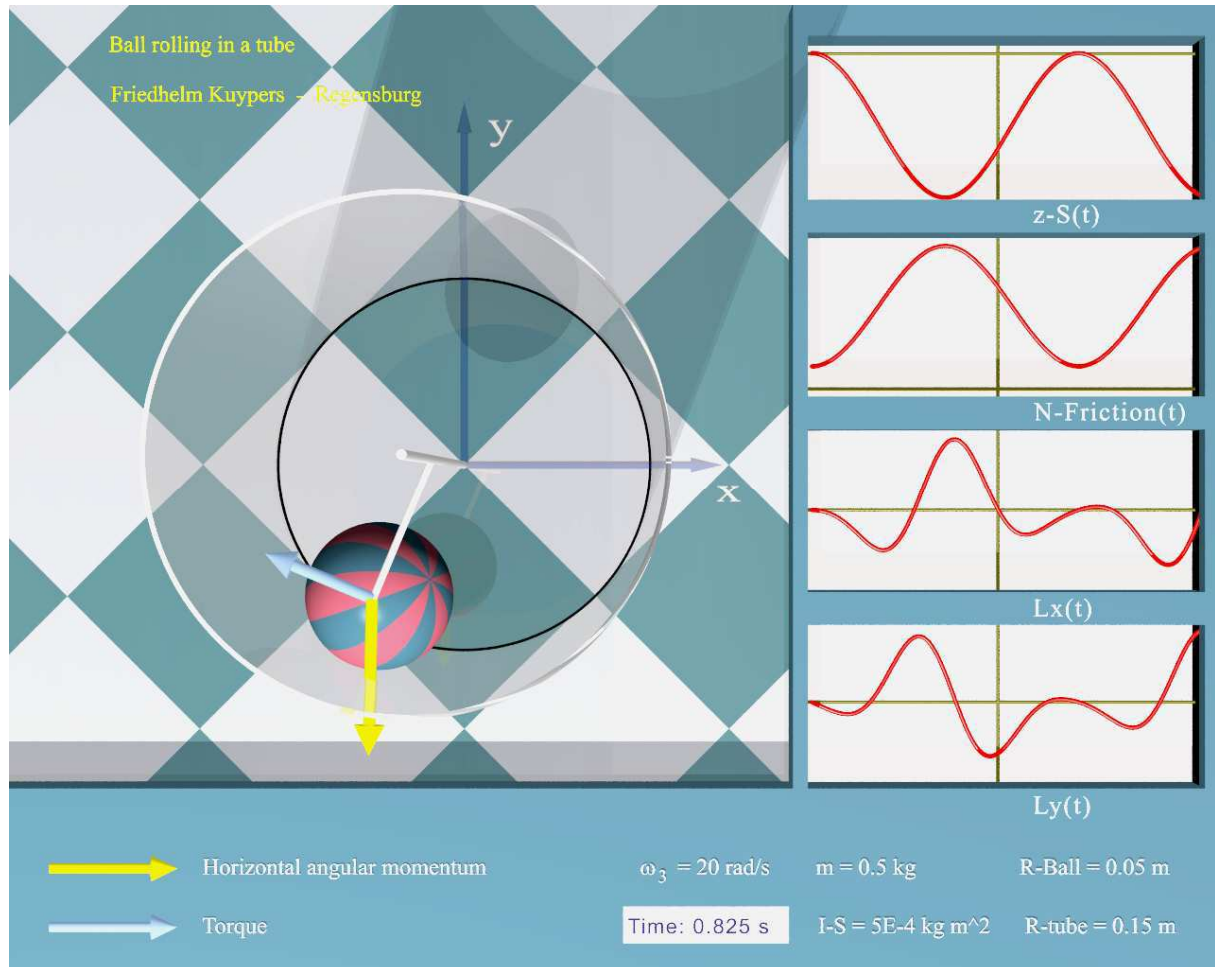 Ball rolling in a tube
Friedhelm Kuypers - Regensburg
y
x
z-S(t)
N-Friction(t)
Lx(t)
Ly(t)
Horizontal angular momentum
ω₃ = 20 rad/s
m = 0.5 kg
R-Ball = 0.05 m
Torque
Time: 0.825 s
I-S = 5E-4 kg m^2
R-tube = 0.15 m